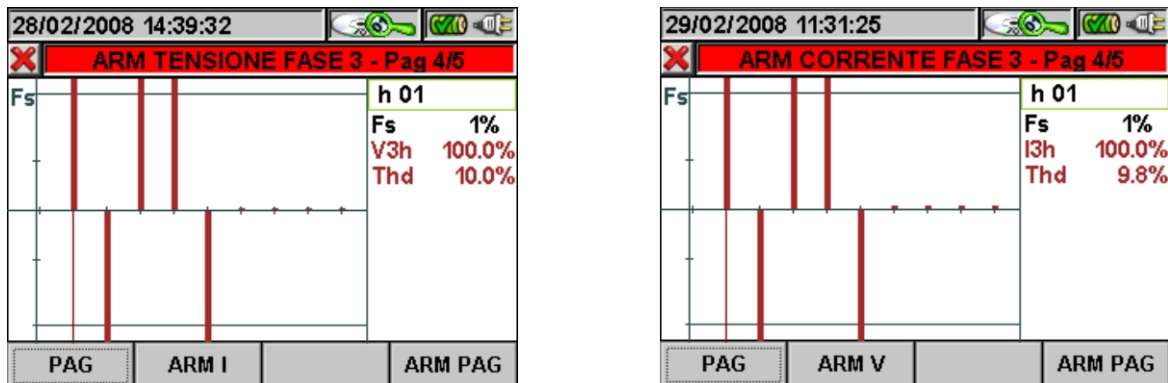 28/02/2008 14:39:32
ARM TENSIONE FASE 3 - Pag 4/5
Fs
h 01
Fs 1%
V3h 100.0%
Thd 10.0%
PAG ARM I ARM PAG
29/02/2008 11:31:25
ARM CORRENTE FASE 3 - Pag 4/5
Fs
h 01
Fs 1%
I3h 100.0%
Thd 9.8%
PAG ARM V ARM PAG